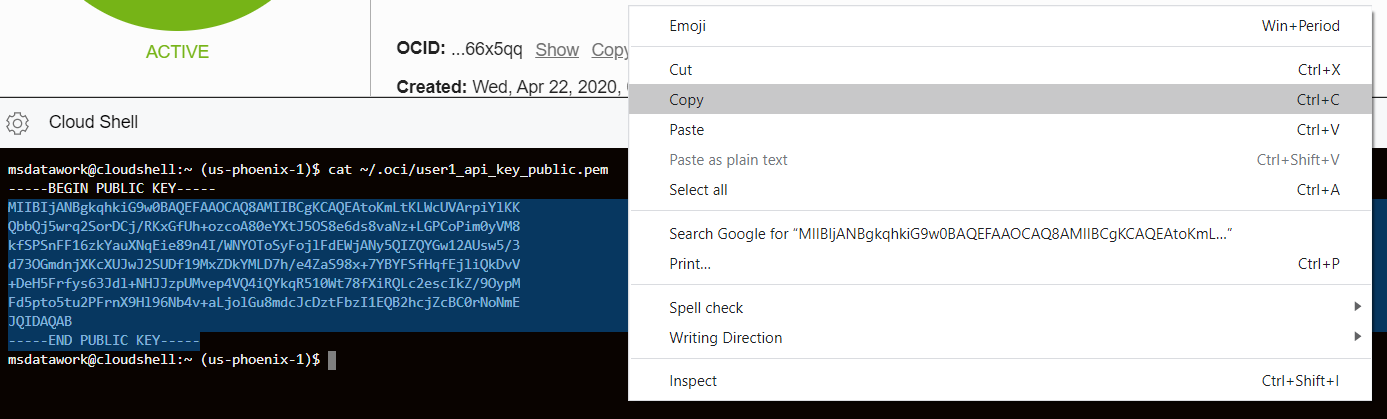 ACTIVE
OCID: ...66x5qq Show Copy
Created: Wed, Apr 22, 2020,
Cloud Shell
msdatawork@cloudshell:~ (us-phoenix-1)$ cat ~/.oci/user1_api_key_public.pem
-----BEGIN PUBLIC KEY-----
MIIBIjANBgkqhkiG9w0BAQEFAAOCAQ8AMIIBCgKCAQEAtoKmLtKLWcUVArpiYlKK
QbbQj5wrq2SorDCj/RKxGfUh+ozcoA80eYXtJ5OS8e6ds8vaNz+LGPCoPim0yVM8
kfSPSnFF16zkYauXNqEie89n4I/WNYOToSyFojlFdEWjANy5QIZQYGw12AUsw5/3
d73OGmdnjXKcXUJwJ2SUDf19MxZDkYMLD7h/e4ZaS98x+7YBYFSfHqfEjliQkDvV
+DeH5Frfys63Jdl+NHJJzpUMvep4VQ4iQYkqR510Wt78fXiRQLc2escIkZ/9OypM
Fd5pto5tu2PFrnX9Hl96Nb4v+aLjolGu8mdcJcDztFbzI1EQB2hcjZcBC0rNoNmE
JQIDAQAB
-----END PUBLIC KEY-----
msdatawork@cloudshell:~ (us-phoenix-1)$
Emoji Win+Period
Cut Ctrl+X
Copy Ctrl+C
Paste Ctrl+V
Paste as plain text Ctrl+Shift+V
Select all Ctrl+A
Search Google for “MIIBIjANBgkqhkiG9w0BAQEFAAOCAQ8AMIIBCgKCAQEAtoKmL...”
Print... Ctrl+P
Spell check
Writing Direction
Inspect Ctrl+Shift+I